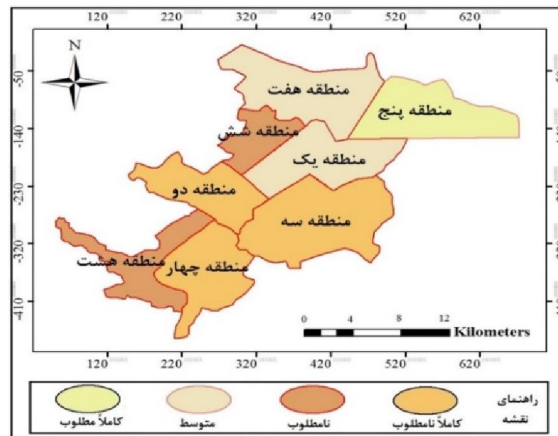 120 220 320 420 520 620
N
-50
-140
-230
-320
-410
منطقه هفت
منطقه پنج
منطقه شش
منطقه یک
منطقه دو
منطقه سه
منطقه هشت
منطقه چهار
0 4 8 12
Kilometers
120 220 320 420 520 620
راهنمای
نقشه
کاملاً نامطلوب
نامطلوب
متوسط
کاملاً مطلوب